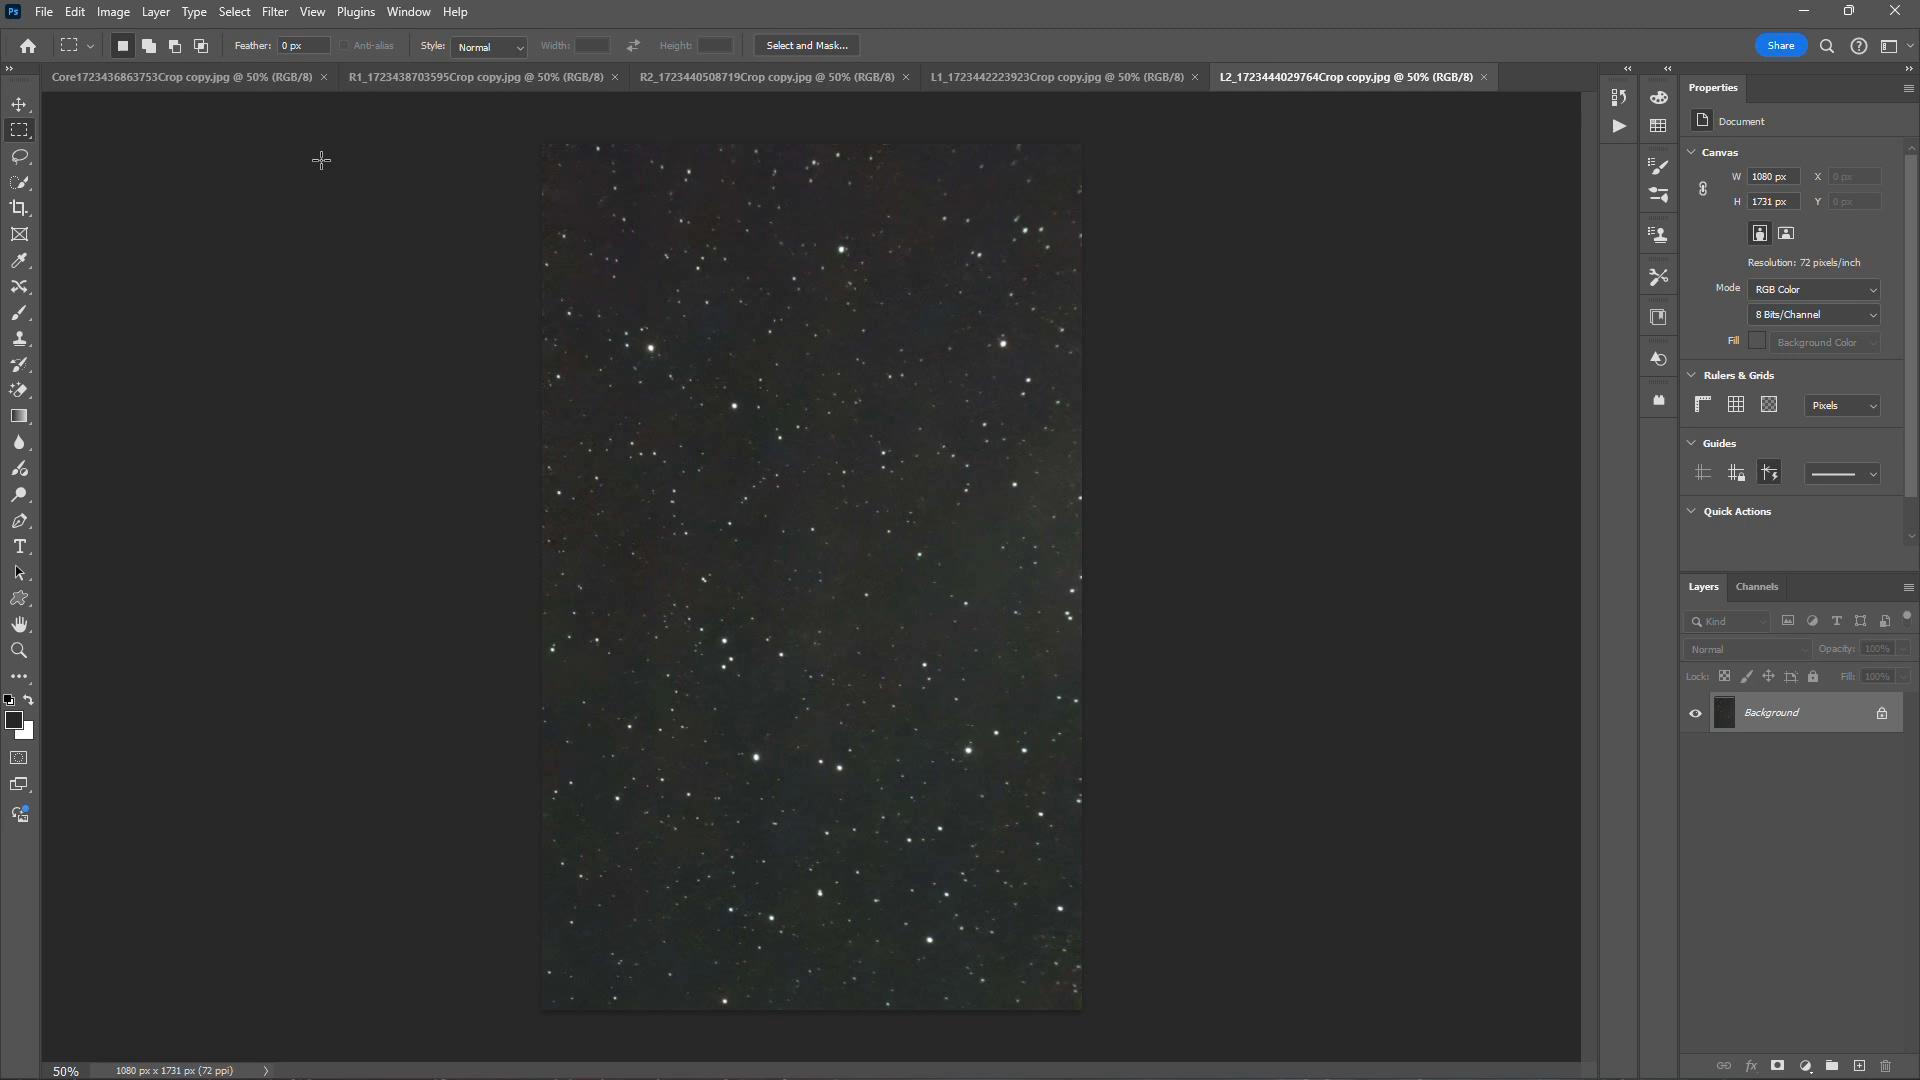 Ps File Edit Image Layer Type Select Filter View Plugins Window Help
Feather: 0 px Anti-alias Style: Normal Width: Height: Select and Mask... Share
Core1723436863753Crop copy.jpg @ 50% (RGB/8) × R1_1723438703595Crop copy.jpg @ 50% (RGB/8) × R2_1723440508719Crop copy.jpg @ 50% (RGB/8) × L1_1723442223923Crop copy.jpg @ 50% (RGB/8) × L2_1723444029764Crop copy.jpg @ 50% (RGB/8) ×
Properties
Document
Canvas
W 1080 px X 0 px
H 1731 px Y 0 px
Resolution: 72 pixels/inch
Mode RGB Color
8 Bits/Channel
Fill Background Color
Rulers & Grids
Pixels
Guides
Quick Actions
Layers Channels
Kind
Normal Opacity: 100%
Lock: Fill: 100%
Background
50% 1080 px x 1731 px (72 ppi)